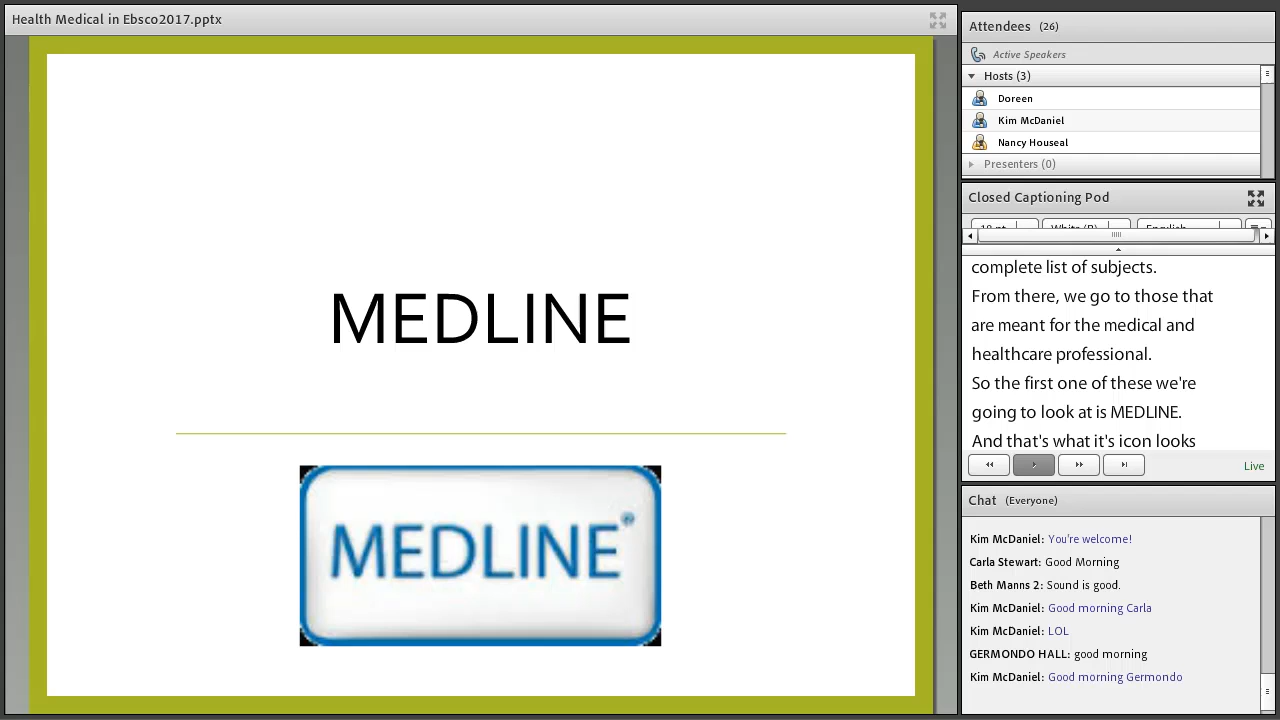 Health Medical in Ebsco2017.pptx
MEDLINE
MEDLINE®
Attendees (26)
Active Speakers
Hosts (3)
Doreen
Kim McDaniel
Nancy Houseal
Presenters (0)
Closed Captioning Pod
English
complete list of subjects.
From there, we go to those that
are meant for the medical and
healthcare professional.
So the first one of these we're
going to look at is MEDLINE.
And that's what it's icon looks
Live
Chat (Everyone)
Kim McDaniel: You're welcome!
Carla Stewart: Good Morning
Beth Manns 2: Sound is good.
Kim McDaniel: Good morning Carla
Kim McDaniel: LOL
GERMONDO HALL: good morning
Kim McDaniel: Good morning Germondo